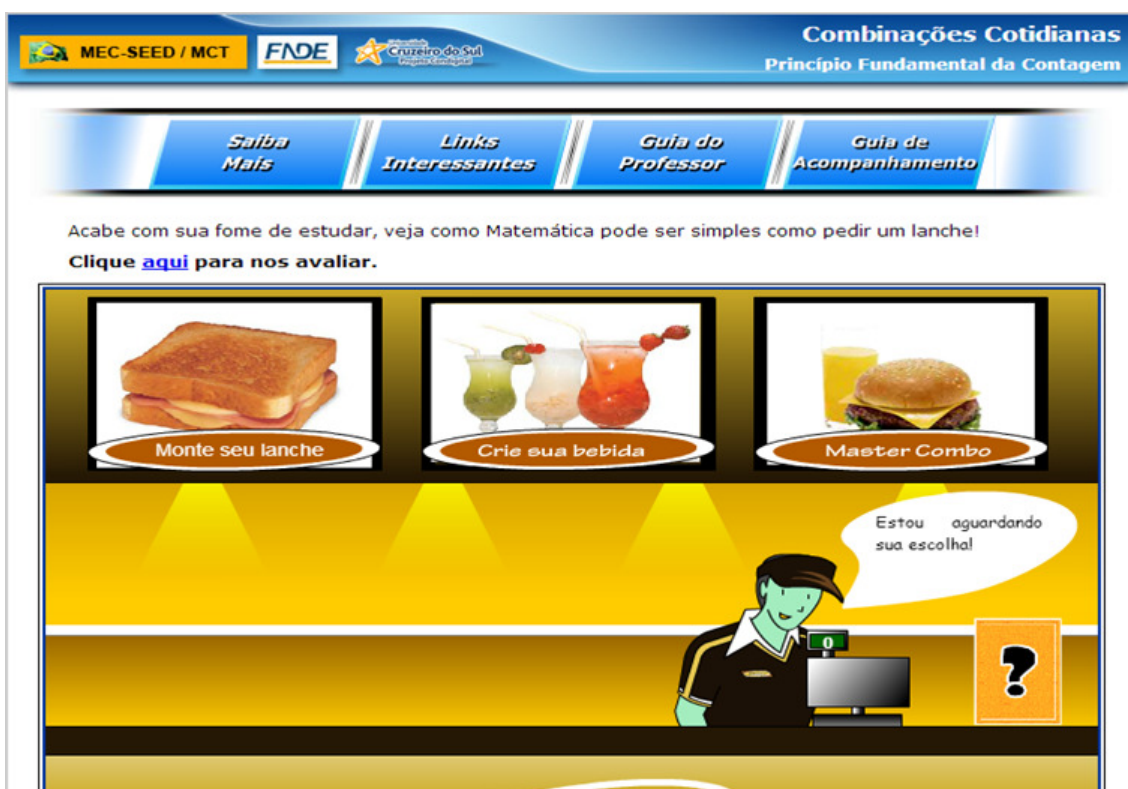 MEC-SEED / MCT
FNDE
Universidade
Cruzeiro do Sul
Projeto Condigital
Combinações Cotidianas
Princípio Fundamental da Contagem
Saiba
Mais
Links
Interessantes
Guia do
Professor
Guia de
Acompanhamento
Acabe com sua fome de estudar, veja como Matemática pode ser simples como pedir um lanche!
Clique aqui para nos avaliar.
Monte seu lanche
Crie sua bebida
Master Combo
Estou aguardando
sua escolha!
0
?